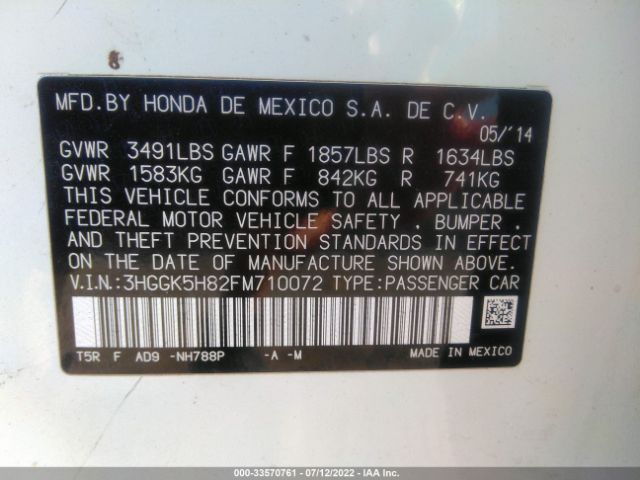 MFD.BY HONDA DE MEXICO S.A. DE C.V.
05/'14
GVWR 3491LBS GAWR F 1857LBS R 1634LBS
GVWR 1583KG GAWR F 842KG R 741KG
THIS VEHICLE CONFORMS TO ALL APPLICABLE
FEDERAL MOTOR VEHICLE SAFETY , BUMPER ,
AND THEFT PREVENTION STANDARDS IN EFFECT
ON THE DATE OF MANUFACTURE SHOWN ABOVE.
V.I.N.:3HGGK5H82FM710072 TYPE:PASSENGER CAR
T5R F AD9 -NH788P -A -M MADE IN MEXICO
000-33570761 - 07/12/2022 - IAA Inc.